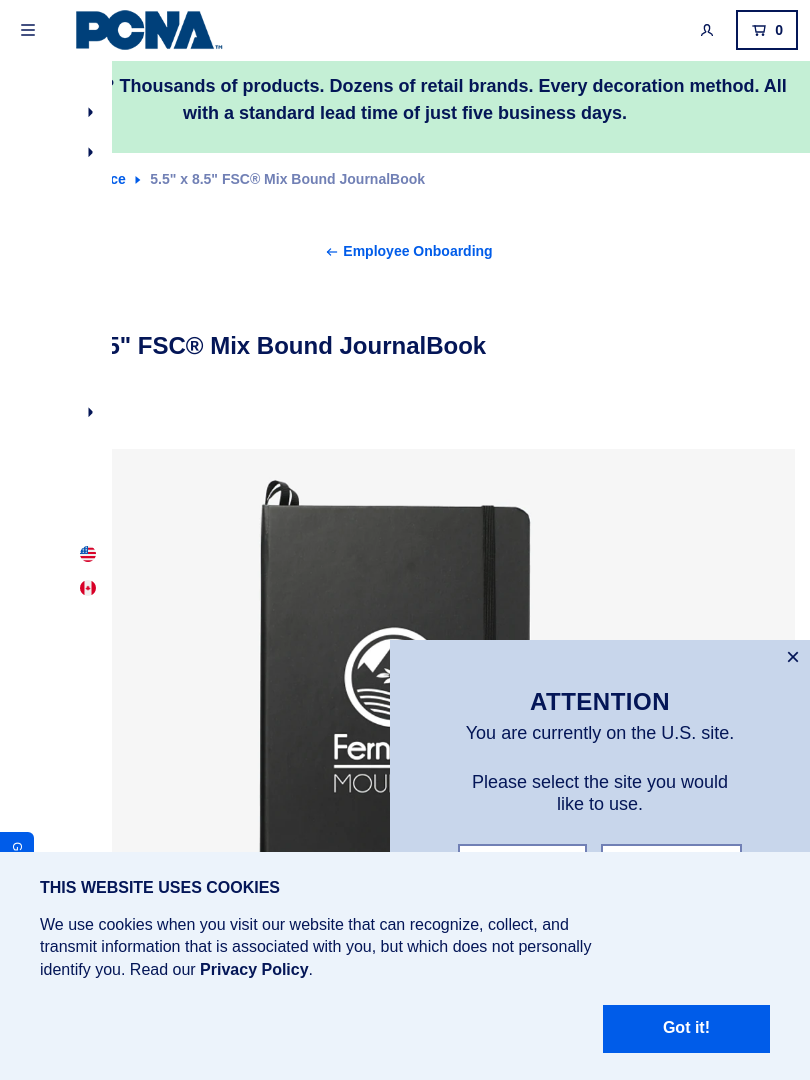 PCNA™
0
Thousands of products. Dozens of retail brands. Every decoration method. All
with a standard lead time of just five business days.
5.5" x 8.5" FSC® Mix Bound JournalBook
Employee Onboarding
5" FSC® Mix Bound JournalBook
ATTENTION
You are currently on the U.S. site.
Please select the site you would
like to use.
G
THIS WEBSITE USES COOKIES
We use cookies when you visit our website that can recognize, collect, and
transmit information that is associated with you, but which does not personally
identify you. Read our Privacy Policy.
Got it!